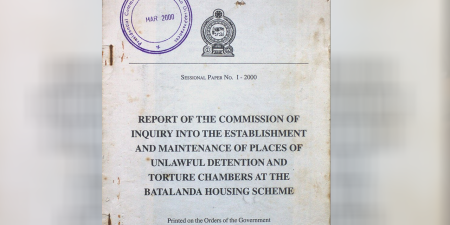 MAR 2000
SESSIONAL PAPER NO. I - 2000
REPORT OF THE COMMISSION OF
INQUIRY INTO THE ESTABLISHMENT
AND MAINTENANCE OF PLACES OF
UNLAWFUL DETENTION AND
TORTURE CHAMBERS AT THE
BATALANDA HOUSING SCHEME
Printed on the Orders of the Government